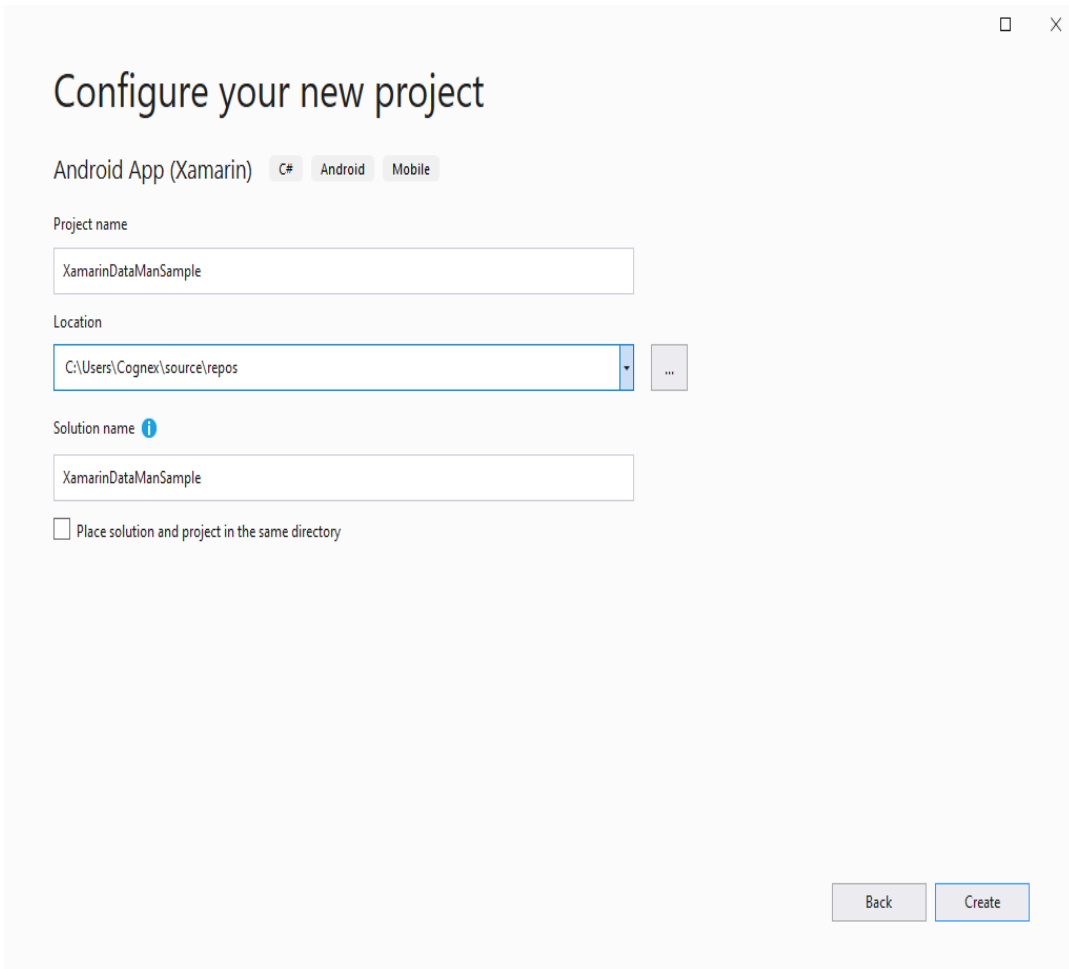 Configure your new project
Android App (Xamarin) C# Android Mobile
Project name
XamarinDataManSample
Location
C:\Users\Cognex\source\repos
...
Solution name
XamarinDataManSample
Place solution and project in the same directory
Back Create